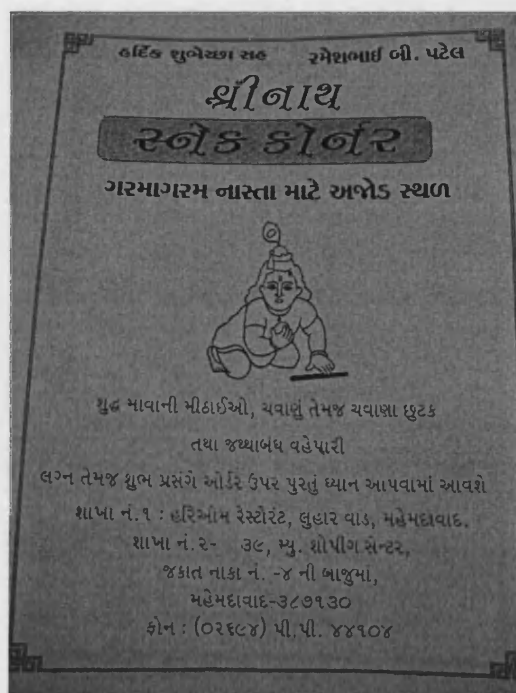 હર્દિક શુભેચ્છા સહ રમેશભાઈ બી. પટેલ
શ્રીનાથ
સ્નેક કોર્નર
ગરમાગરમ નાસ્તા માટે અજોડ સ્થળ
શુદ્ધ માવાની મીઠાઈઓ, ચવાણું તેમજ ચવાણા છુટક
તથા જથ્થાબંધ વહેપારી
લગ્ન તેમજ શુભ પ્રસંગે ઓર્ડર ઉપર પુરતું ધ્યાન આપવામાં આવશે
શાખા નં.૧ : હરિઓમ રેસ્ટોરંટ, લુહાર વાડ, મહેમદાવાદ.
શાખા નં.૨- ૩૯, મ્યુ. શોપીંગ સેન્ટર,
જકાત નાકા નં. -૪ ની બાજુમાં,
મહેમદાવાદ-૩૮૭૧૩૦
ફોન : (૦૨૬૯૪) પી.પી. ૪૪૧૦૪